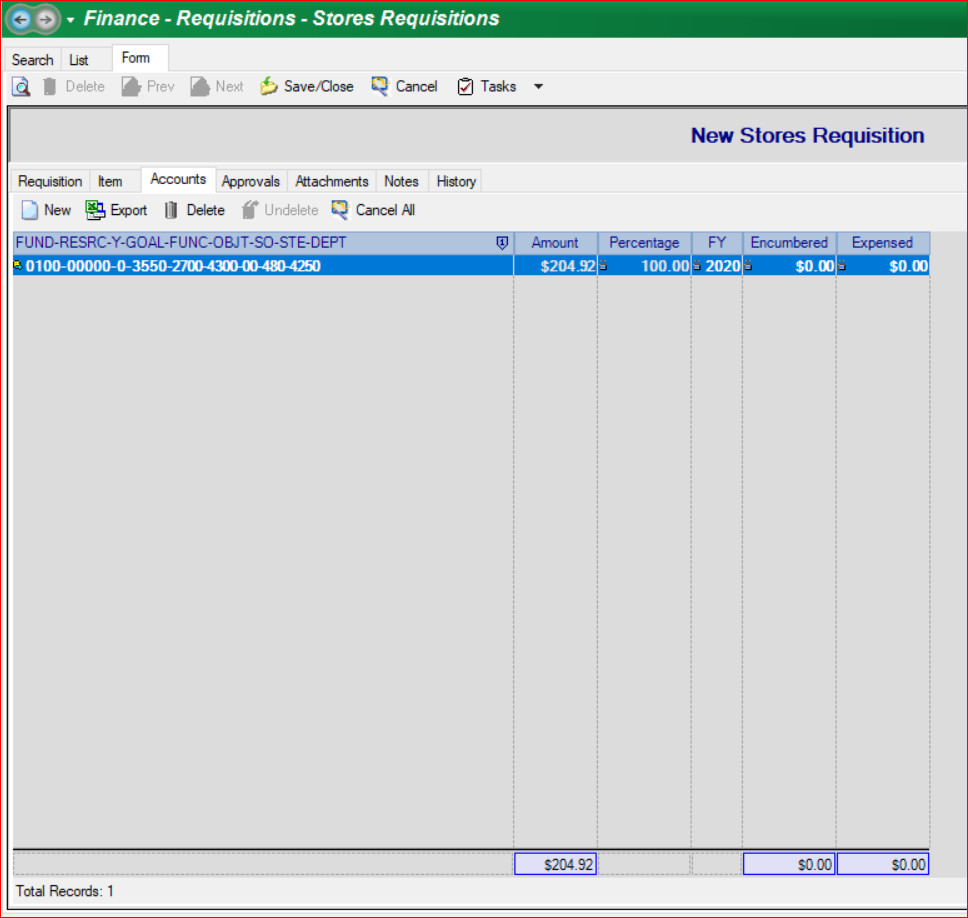 Finance - Requisitions - Stores Requisitions
Search List Form
Delete Prev Next Save/Close Cancel Tasks
New Stores Requisition
Requisition Item Accounts Approvals Attachments Notes History
New Export Delete Undelete Cancel All
FUND-RESRC-Y-GOAL-FUNC-OBJT-SO-STE-DEPT 1 Amount Percentage FY Encumbered Expensed
0100-00000-0-3550-2700-4300-00-480-4250 $204.92 100.00 2020 $0.00 $0.00
$204.92 $0.00 $0.00
Total Records: 1